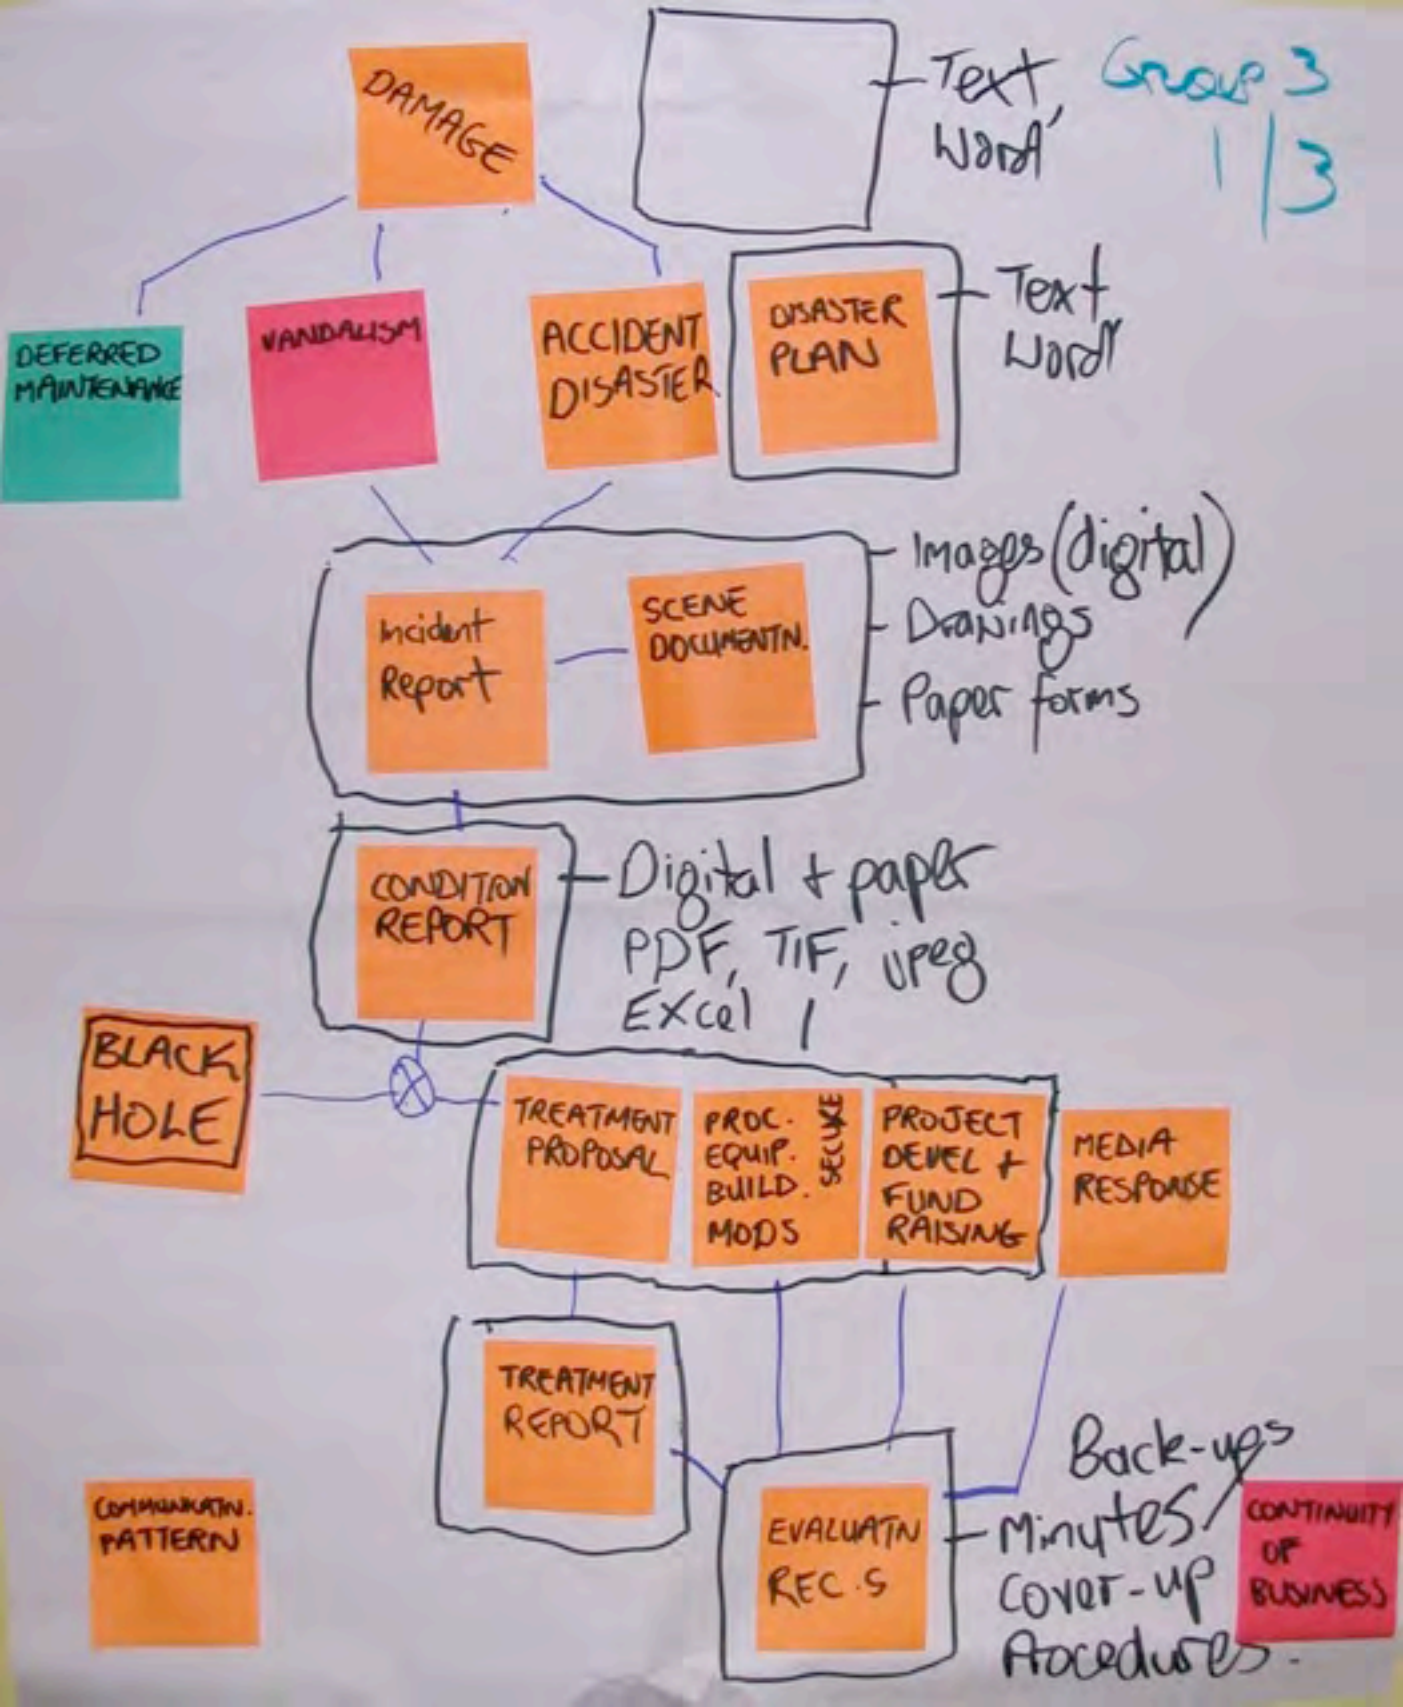 DAMAGE
Text,
Word
Group 3
1/3
DEFERRED
MAINTENANCE
VANDALISM
ACCIDENT
DISASTER
DISASTER
PLAN
Text,
Word
Incident
Report
SCENE
DOCUMENTN.
Images (digital)
Drawings
Paper forms
CONDITION
REPORT
Digital + paper
PDF, TIF, jpeg
Excel
BLACK
HOLE
TREATMENT
PROPOSAL
PROC.
EQUIP.
BUILD.
MODS
SECURE
PROJECT
DEVEL +
FUND
RAISING
MEDIA
RESPONSE
TREATMENT
REPORT
COMMUNICATN.
PATTERN
EVALUATN
REC.S
Back-ups
Minutes
Cover-up
Procedures.
CONTINUITY
OF
BUSINESS